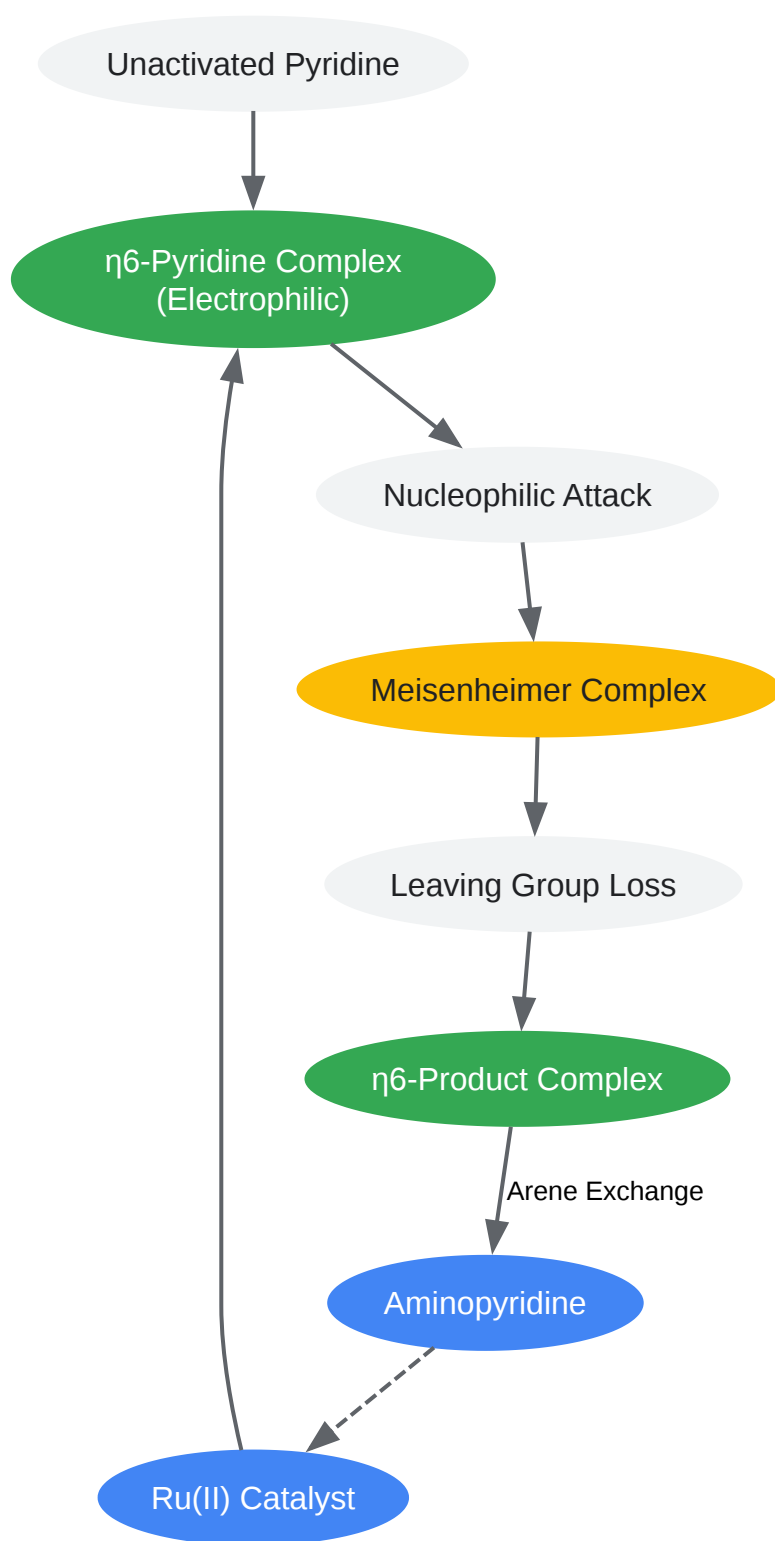 Unactivated Pyridine
η6-Pyridine Complex
(Electrophilic)
Nucleophilic Attack
Meisenheimer Complex
Leaving Group Loss
η6-Product Complex
Arene Exchange
Aminopyridine
Ru(II) Catalyst